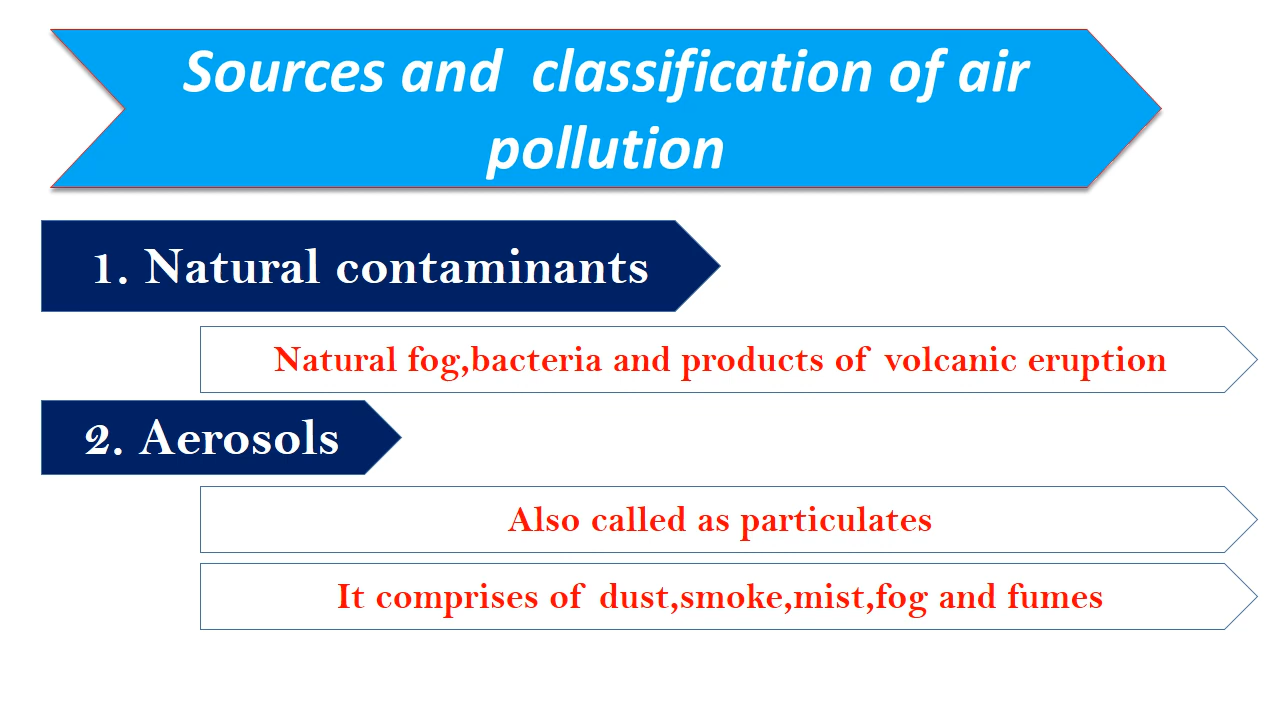 Sources and classification of air
pollution
1. Natural contaminants
Natural fog,bacteria and products of volcanic eruption
2. Aerosols
Also called as particulates
It comprises of dust,smoke,mist,fog and fumes